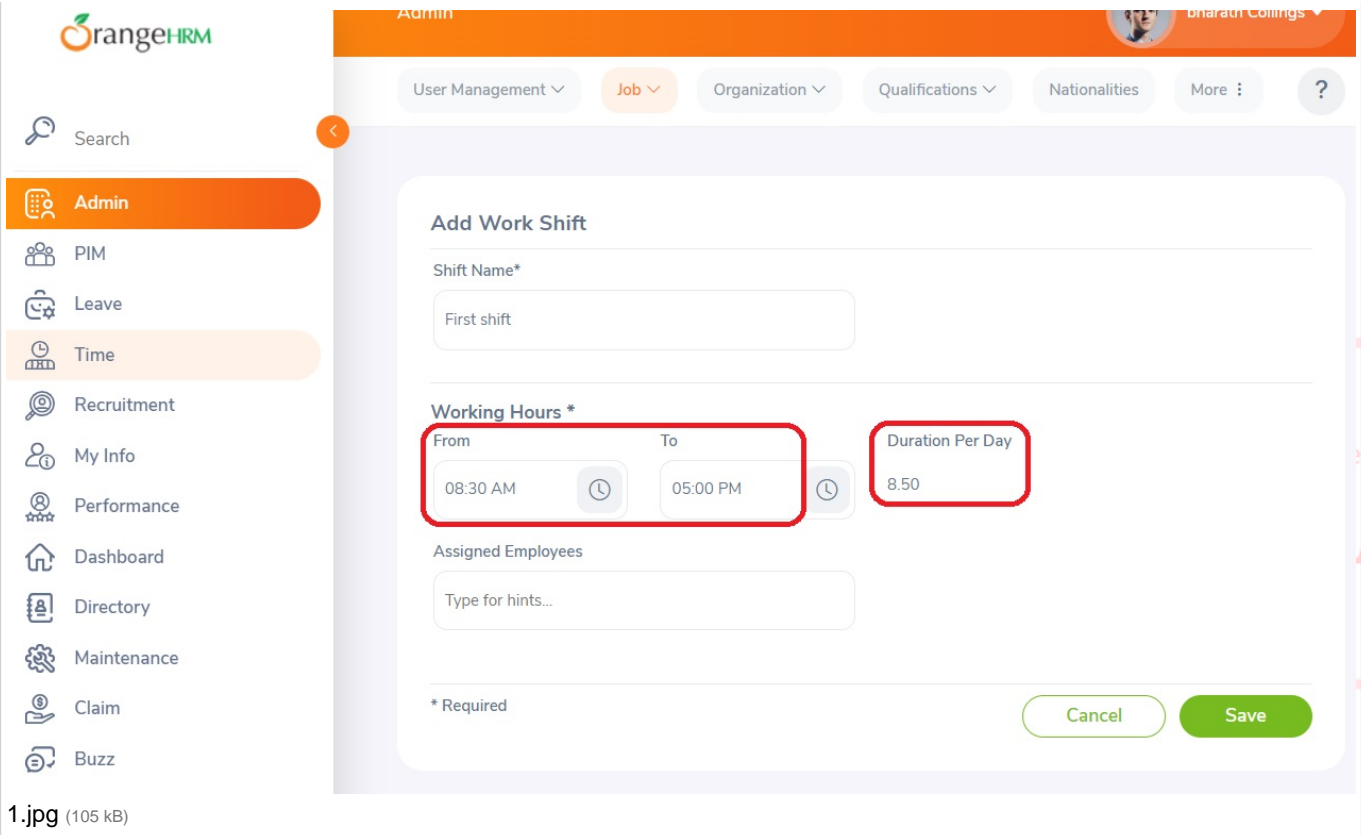 OrangeHRM
Admin
bharath Collings
User Management
Job
Organization
Qualifications
Nationalities
More
?
Search
Admin
PIM
Leave
Time
Recruitment
My Info
Performance
Dashboard
Directory
Maintenance
Claim
Buzz
Add Work Shift
Shift Name*
First shift
Working Hours *
From To Duration Per Day
08:30 AM 05:00 PM 8.50
Assigned Employees
Type for hints...
* Required
Cancel Save
1.jpg (105 kB)